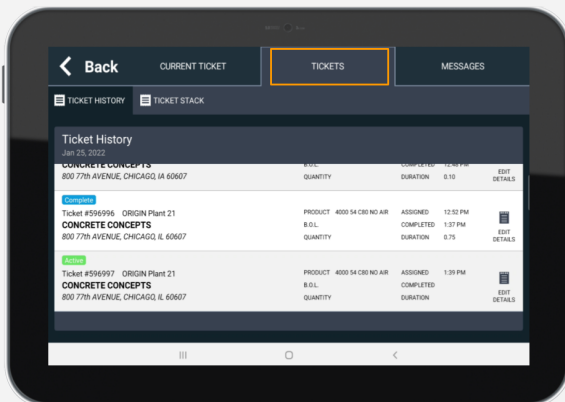 Back
CURRENT TICKET
TICKETS
MESSAGES
TICKET HISTORY
TICKET STACK
Ticket History
Jan 25, 2022
CONCRETE CONCEPTS
800 77th AVENUE, CHICAGO, IA 60607
B.O.L.
QUANTITY
COMPLETED 12:48 PM
DURATION 0.10
EDIT
DETAILS
Complete
Ticket #596996 ORIGIN Plant 21
CONCRETE CONCEPTS
800 77th AVENUE, CHICAGO, IL 60607
PRODUCT 4000 54 C80 NO AIR
B.O.L.
QUANTITY
ASSIGNED 12:52 PM
COMPLETED 1:37 PM
DURATION 0.75
EDIT
DETAILS
Active
Ticket #596997 ORIGIN Plant 21
CONCRETE CONCEPTS
800 77th AVENUE, CHICAGO, IL 60607
PRODUCT 4000 54 C80 NO AIR
B.O.L.
QUANTITY
ASSIGNED 1:39 PM
COMPLETED
DURATION
EDIT
DETAILS